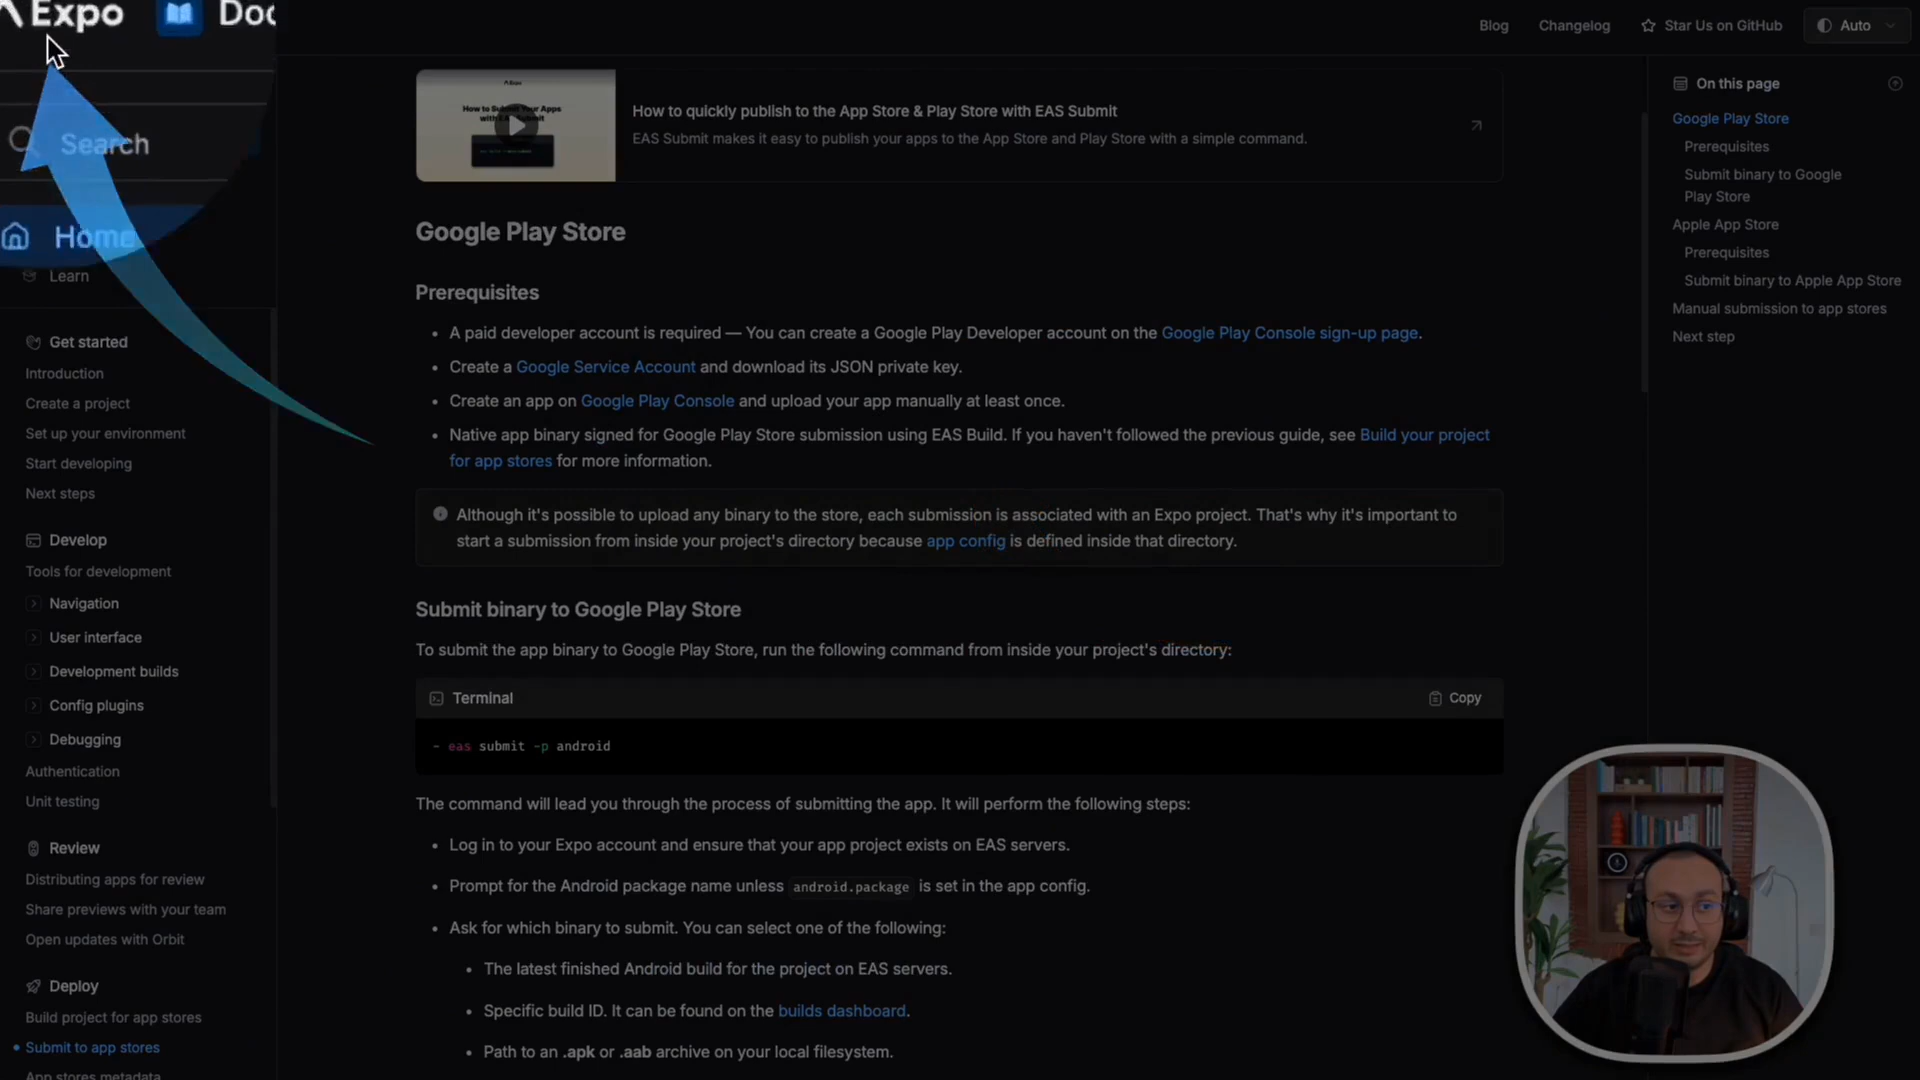 Expo
Doc
Search
Home
Learn
Get started
Introduction
Create a project
Set up your environment
Start developing
Next steps
Develop
Tools for development
Navigation
User interface
Development builds
Config plugins
Debugging
Authentication
Unit testing
Review
Distributing apps for review
Share previews with your team
Open updates with Orbit
Deploy
Build project for app stores
Submit to app stores
App stores metadata
Blog
Changelog
Star Us on GitHub
Auto
Expo
How to Submit Your Apps
with EAS Submit
How to quickly publish to the App Store & Play Store with EAS Submit
EAS Submit makes it easy to publish your apps to the App Store and Play Store with a simple command.
Google Play Store
Prerequisites
• A paid developer account is required — You can create a Google Play Developer account on the Google Play Console sign-up page.
• Create a Google Service Account and download its JSON private key.
• Create an app on Google Play Console and upload your app manually at least once.
• Native app binary signed for Google Play Store submission using EAS Build. If you haven't followed the previous guide, see Build your project
for app stores for more information.
Although it's possible to upload any binary to the store, each submission is associated with an Expo project. That's why it's important to
start a submission from inside your project's directory because app config is defined inside that directory.
Submit binary to Google Play Store
To submit the app binary to Google Play Store, run the following command from inside your project's directory:
Terminal
Copy
- eas submit -p android
The command will lead you through the process of submitting the app. It will perform the following steps:
• Log in to your Expo account and ensure that your app project exists on EAS servers.
• Prompt for the Android package name unless android.package is set in the app config.
• Ask for which binary to submit. You can select one of the following:
• The latest finished Android build for the project on EAS servers.
• Specific build ID. It can be found on the builds dashboard.
• Path to an .apk or .aab archive on your local filesystem.
On this page
Google Play Store
Prerequisites
Submit binary to Google
Play Store
Apple App Store
Prerequisites
Submit binary to Apple App Store
Manual submission to app stores
Next step